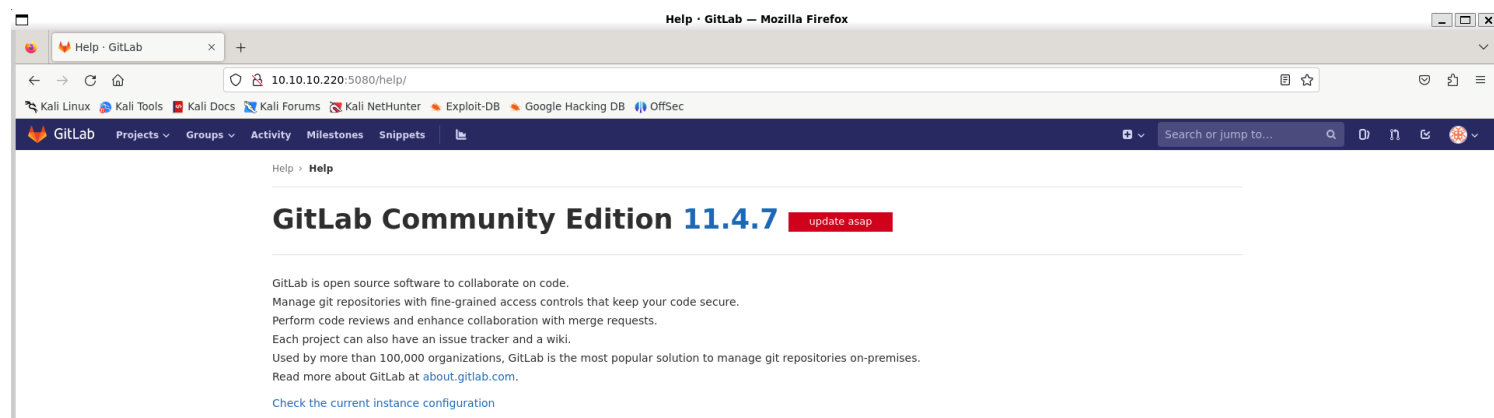 Help · GitLab — Mozilla Firefox
Help · GitLab
10.10.10.220:5080/help/
Kali Linux Kali Tools Kali Docs Kali Forums Kali NetHunter Exploit-DB Google Hacking DB OffSec
GitLab Projects Groups Activity Milestones Snippets Search or jump to...
Help › Help
GitLab Community Edition 11.4.7 update asap
GitLab is open source software to collaborate on code.
Manage git repositories with fine-grained access controls that keep your code secure.
Perform code reviews and enhance collaboration with merge requests.
Each project can also have an issue tracker and a wiki.
Used by more than 100,000 organizations, GitLab is the most popular solution to manage git repositories on-premises.
Read more about GitLab at about.gitlab.com.
Check the current instance configuration